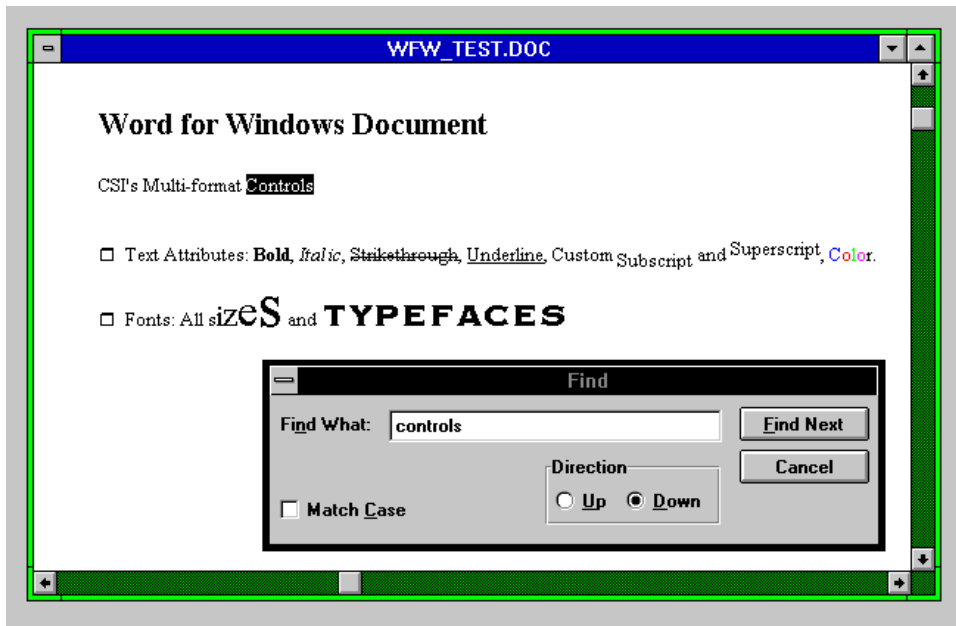 WFW_TEST.DOC
Word for Windows Document
CSI's Multi-format Controls
Text Attributes: Bold, Italic, Strikethrough, Underline, Custom Subscript and Superscript, Color.
Fonts: All sizeS and TYPEFACES
Find
Find What: controls Find Next
Direction Cancel
Match Case Up Down